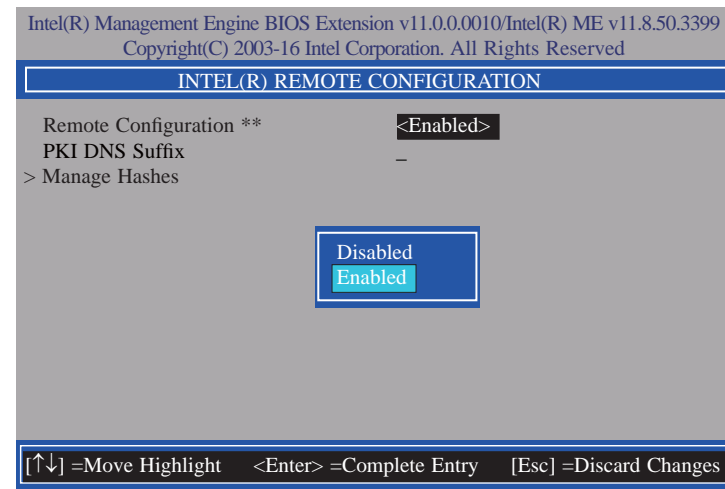 Intel(R) Management Engine BIOS Extension v11.0.0.0010/Intel(R) ME v11.8.50.3399
Copyright(C) 2003-16 Intel Corporation. All Rights Reserved
INTEL(R) REMOTE CONFIGURATION
Remote Configuration ** <Enabled>
PKI DNS Suffix _
> Manage Hashes
Disabled
Enabled
[↑↓] =Move Highlight <Enter> =Complete Entry [Esc] =Discard Changes